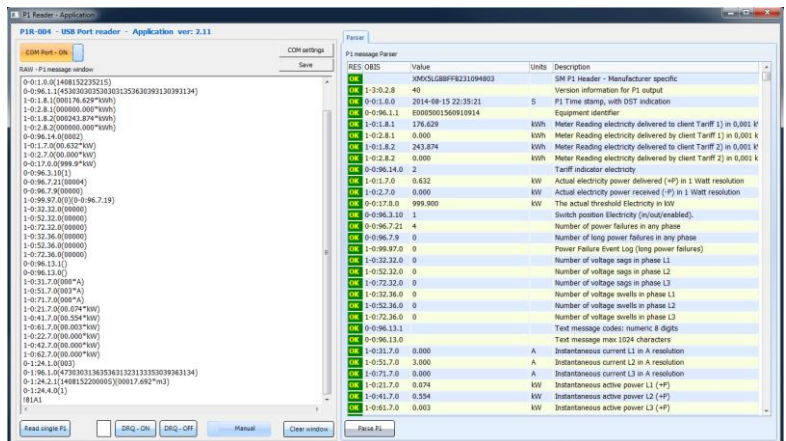 P1 Reader - Application
P1R-004 - USB Port reader - Application ver: 2.11
COM Port - ON
COM settings
Save
RAW - P1 message window
0-0:1.0.0(140815223521S)
0-0:96.1.1(4530303035303031353630393130393134)
1-0:1.8.1(000176.629*kWh)
1-0:2.8.1(000000.000*kWh)
1-0:1.8.2(000243.874*kWh)
1-0:2.8.2(000000.000*kWh)
0-0:96.14.0(0002)
1-0:1.7.0(00.632*kW)
1-0:2.7.0(00.000*kW)
0-0:17.0.0(999.9*kW)
0-0:96.3.10(1)
0-0:96.7.21(00004)
0-0:96.7.9(00000)
1-0:99.97.0(0)(0-0:96.7.19)
1-0:32.32.0(00000)
1-0:52.32.0(00000)
1-0:72.32.0(00000)
1-0:32.36.0(00000)
1-0:52.36.0(00000)
1-0:72.36.0(00000)
0-0:96.13.1()
0-0:96.13.0()
1-0:31.7.0(000*A)
1-0:51.7.0(003*A)
1-0:71.7.0(000*A)
1-0:21.7.0(00.074*kW)
1-0:41.7.0(00.554*kW)
1-0:61.7.0(00.003*kW)
1-0:22.7.0(00.000*kW)
1-0:42.7.0(00.000*kW)
1-0:62.7.0(00.000*kW)
0-1:24.1.0(003)
0-1:24.2.1(140815220000S)(00017.692*m3)
0-1:24.4.0(1)
!81A1
Read single P1
DRQ - ON
DRQ - OFF
Manual
Clear window
Parser
P1 message Parser
RES OBIS Value Units Description
OK XMX5LGBBFFB231094803 SM P1 Header - Manufacturer specific
OK 1-3:0.2.8 40 Version information for P1 output
OK 0-0:1.0.0 2014-08-15 22:35:21 S P1 Time stamp, with DST indication
OK 0-0:96.1.1 E0005001560910914 Equipment identifier
OK 1-0:1.8.1 176.629 kWh Meter Reading electricity delivered to client Tariff 1) in 0,001 k
OK 1-0:2.8.1 0.000 kWh Meter Reading electricity delivered by client Tariff 1) in 0,001 k
OK 1-0:1.8.2 243.874 kWh Meter Reading electricity delivered to client Tariff 2) in 0,001 k
OK 1-0:2.8.2 0.000 kWh Meter Reading electricity delivered by client Tariff 2) in 0,001 k
OK 0-0:96.14.0 2 Tariff indicator electricity
OK 1-0:1.7.0 0.632 kW Actual electricity power delivered (+P) in 1 Watt resolution
OK 1-0:2.7.0 0.000 kW Actual electricity power received (-P) in 1 Watt resolution
OK 0-0:17.0.0 999.900 kW The actual threshold Electricity in kW
OK 0-0:96.3.10 1 Switch position Electricity (in/out/enabled).
OK 0-0:96.7.21 4 Number of power failures in any phase
OK 0-0:96.7.9 0 Number of long power failures in any phase
OK 1-0:99.97.0 0 Power Failure Event Log (long power failures)
OK 1-0:32.32.0 0 Number of voltage sags in phase L1
OK 1-0:52.32.0 0 Number of voltage sags in phase L2
OK 1-0:72.32.0 0 Number of voltage sags in phase L3
OK 1-0:32.36.0 0 Number of voltage swells in phase L1
OK 1-0:52.36.0 0 Number of voltage swells in phase L2
OK 1-0:72.36.0 0 Number of voltage swells in phase L3
OK 0-0:96.13.1 Text message codes: numeric 8 digits
OK 0-0:96.13.0 Text message max 1024 characters
OK 1-0:31.7.0 0.000 A Instantaneous current L1 in A resolution
OK 1-0:51.7.0 3.000 A Instantaneous current L2 in A resolution
OK 1-0:71.7.0 0.000 A Instantaneous current L3 in A resolution
OK 1-0:21.7.0 0.074 kW Instantaneous active power L1 (+P)
OK 1-0:41.7.0 0.554 kW Instantaneous active power L2 (+P)
OK 1-0:61.7.0 0.003 kW Instantaneous active power L3 (+P)
Parse P1